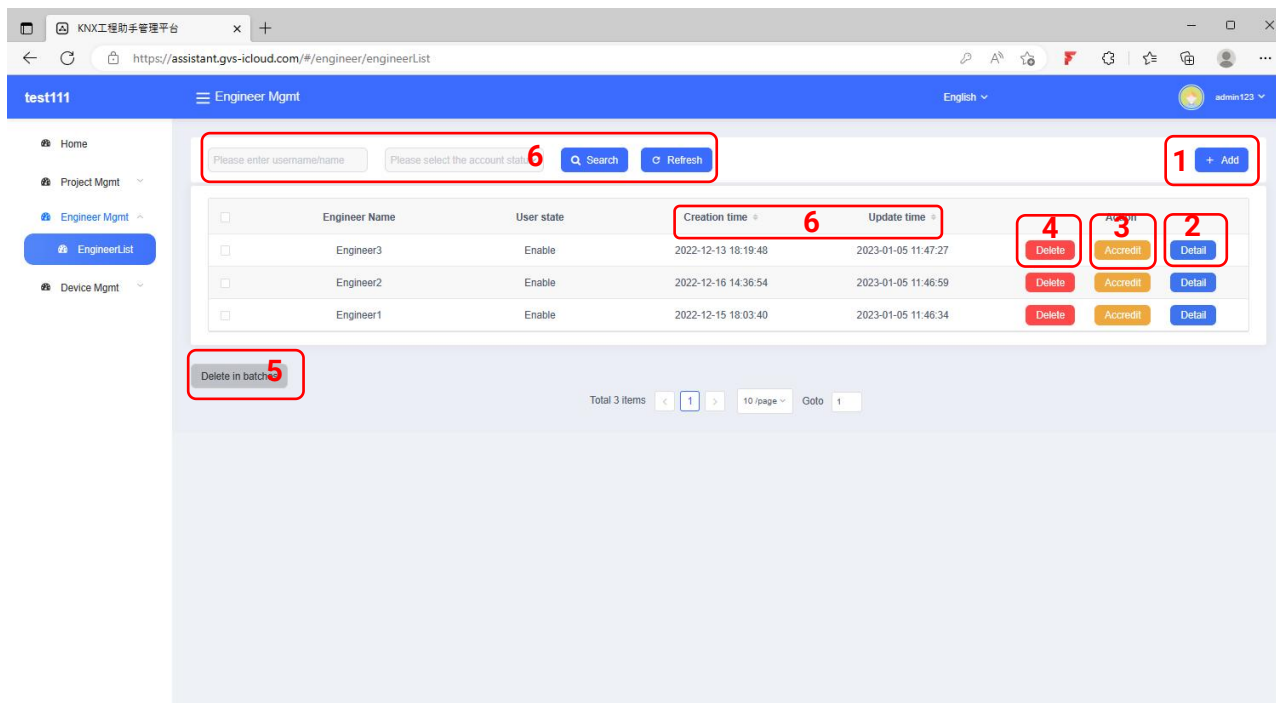 KNX工程助手管理平台
https://assistant.gvs-icloud.com/#/engineer/engineerList
test111 Engineer Mgmt English admin123
Home
Project Mgmt
Engineer Mgmt
EngineerList
Device Mgmt
Please enter username/name Please select the account 6 Search Refresh 1 + Add
Engineer Name User state Creation time 6 Update time
4 3 2
Engineer3 Enable 2022-12-13 18:19:48 2023-01-05 11:47:27 Delete Accredit Detail
Engineer2 Enable 2022-12-16 14:36:54 2023-01-05 11:46:59 Delete Accredit Detail
Engineer1 Enable 2022-12-15 18:03:40 2023-01-05 11:46:34 Delete Accredit Detail
Delete in batches 5
Total 3 items < 1 > 10 /page Goto 1